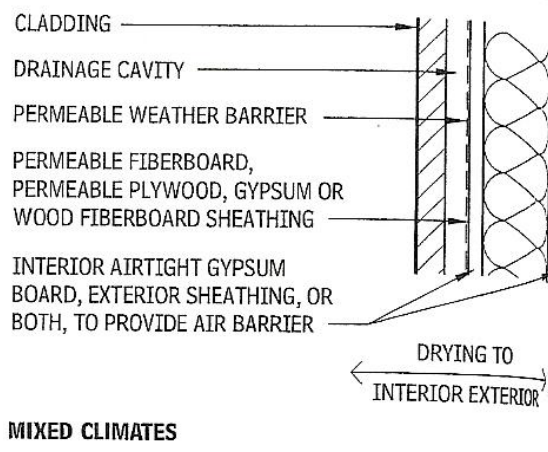 CLADDING
DRAINAGE CAVITY
PERMEABLE WEATHER BARRIER
PERMEABLE FIBERBOARD,
PERMEABLE PLYWOOD, GYPSUM OR
WOOD FIBERBOARD SHEATHING
INTERIOR AIRTIGHT GYPSUM
BOARD, EXTERIOR SHEATHING, OR
BOTH, TO PROVIDE AIR BARRIER
DRYING TO
INTERIOR EXTERIOR
MIXED CLIMATES